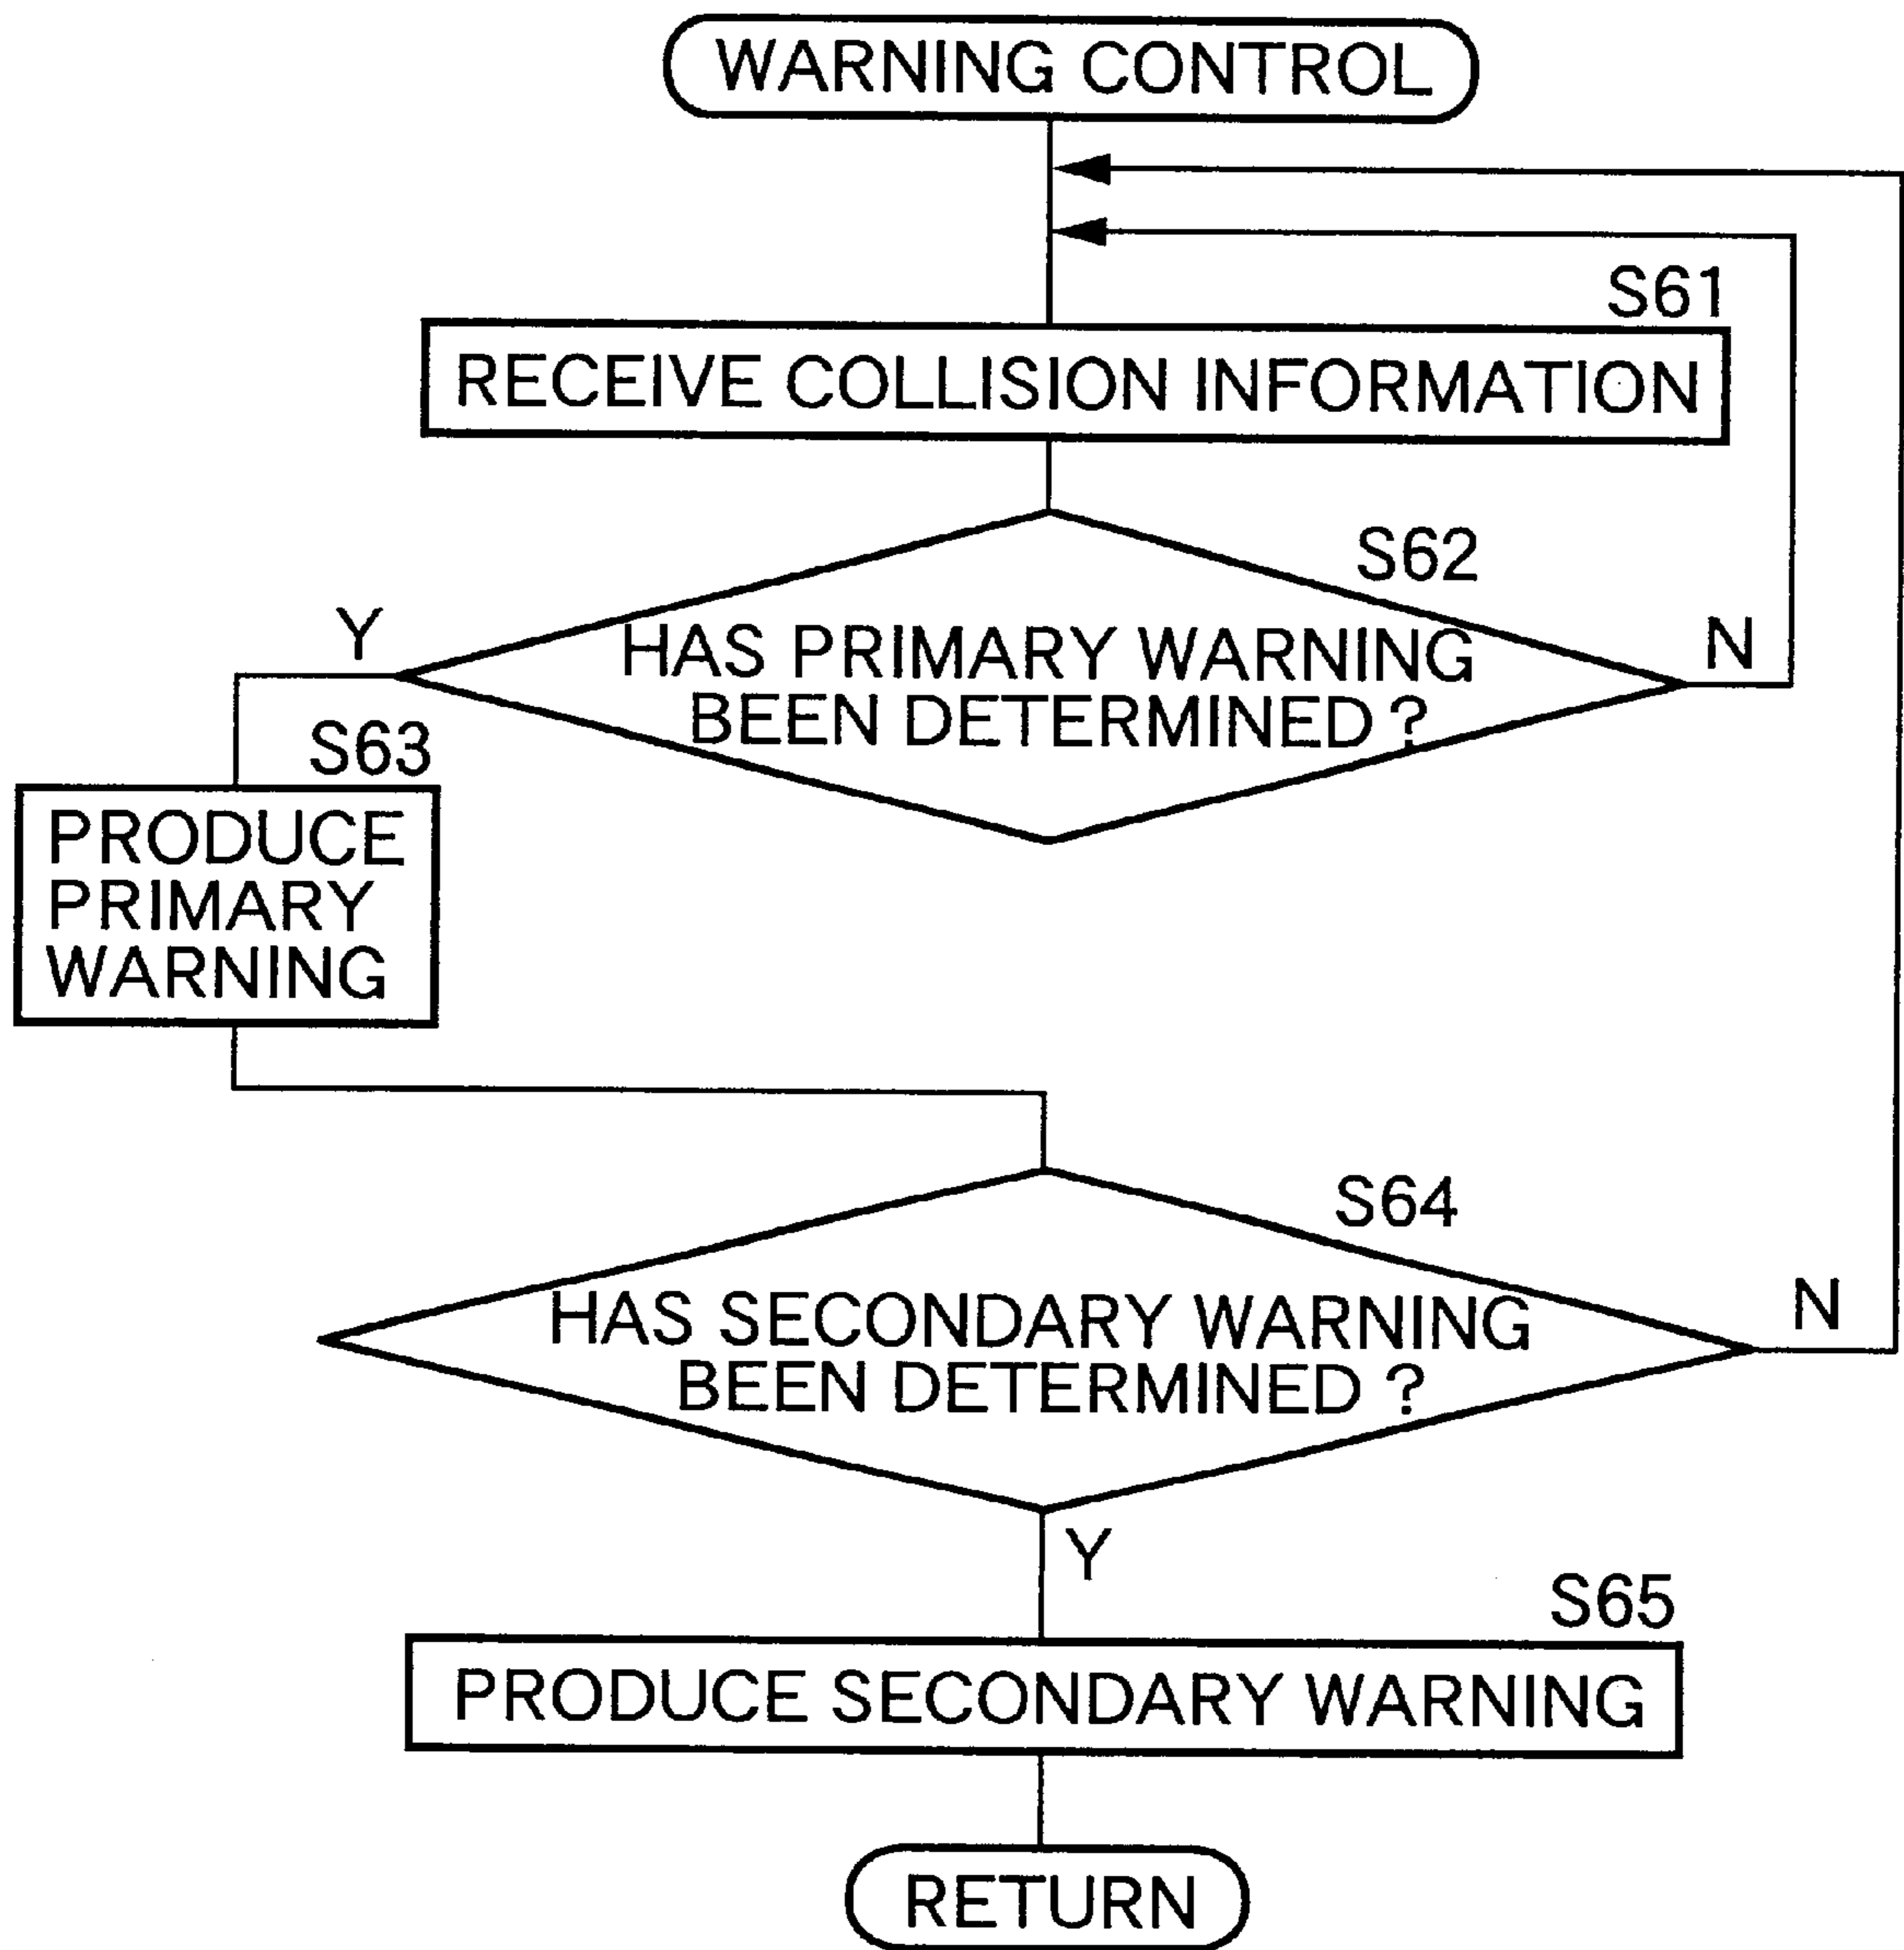 WARNING CONTROL
S61
RECEIVE COLLISION INFORMATION
S62
Y
N
HAS PRIMARY WARNING
BEEN DETERMINED ?
S63
PRODUCE
PRIMARY
WARNING
S64
N
HAS SECONDARY WARNING
BEEN DETERMINED ?
Y
S65
PRODUCE SECONDARY WARNING
RETURN